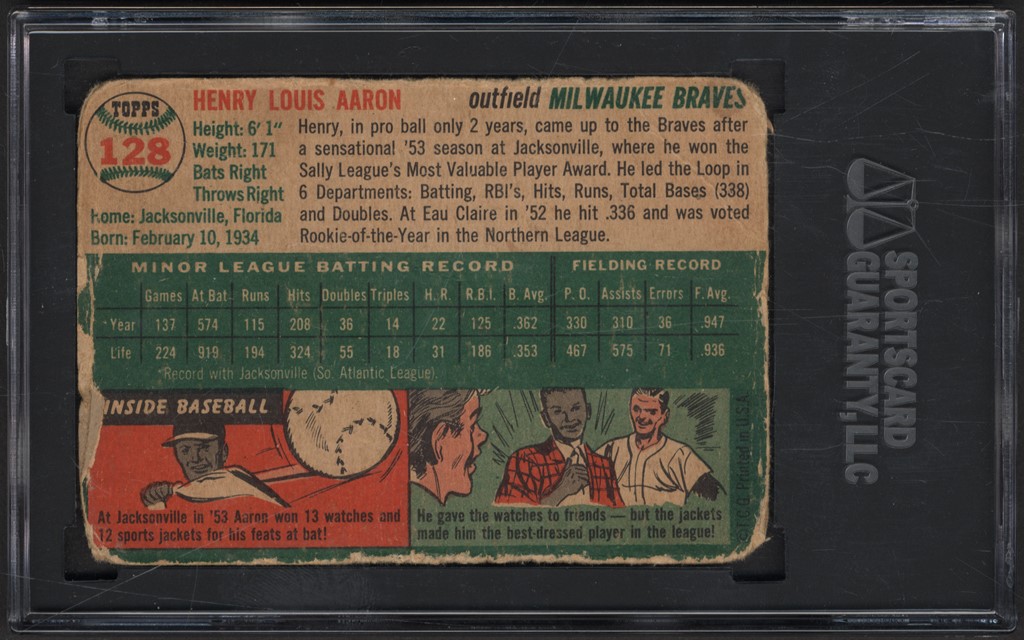 TOPPS
128
HENRY LOUIS AARON
outfield MILWAUKEE BRAVES
Height: 6' 1"
Weight: 171
Bats Right
Throws Right
Home: Jacksonville, Florida
Born: February 10, 1934
Henry, in pro ball only 2 years, came up to the Braves after
a sensational '53 season at Jacksonville, where he won the
Sally League's Most Valuable Player Award. He led the Loop in
6 Departments: Batting, RBI's, Hits, Runs, Total Bases (338)
and Doubles. At Eau Claire in '52 he hit .336 and was voted
Rookie-of-the-Year in the Northern League.
MINOR LEAGUE BATTING RECORD FIELDING RECORD
Games At Bat Runs Hits Doubles Triples H. R. R.B.I. B. Avg. P. O. Assists Errors F. Avg.
*Year 137 574 115 208 36 14 22 125 .362 330 310 36 .947
Life 224 919 194 324 55 18 31 186 .353 467 575 71 .936
*Record with Jacksonville (So. Atlantic League).
INSIDE BASEBALL
At Jacksonville in '53 Aaron won 13 watches and
12 sports jackets for his feats at bat!
He gave the watches to friends — but the jackets
made him the best-dressed player in the league!
T.C.G. Printed in U.S.A.
SPORTSCARD
GUARANTY, LLC